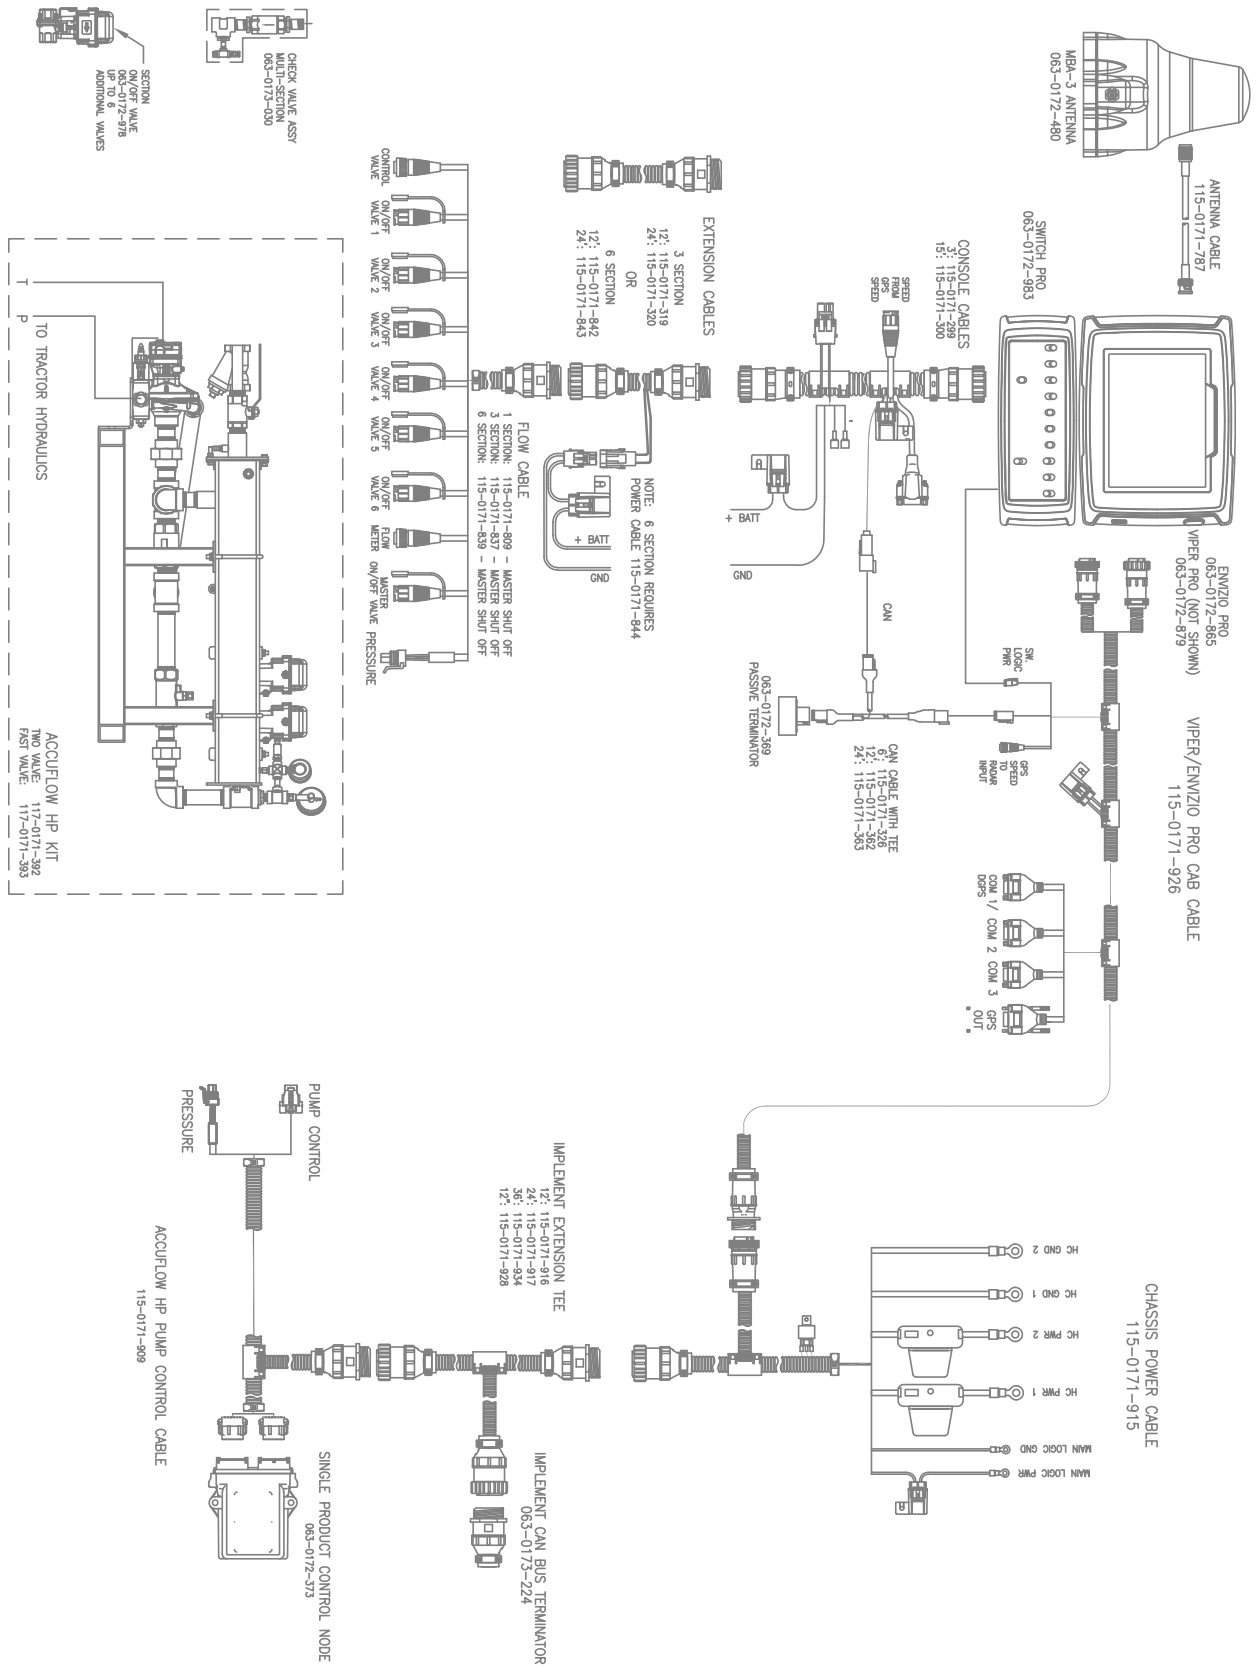 MBA-3 ANTENNA
063-0172-480
ANTENNA CABLE
115-0171-787
SWITCH PRO
063-0172-983
ENVIZIO PRO
063-0172-865
VIPER PRO (NOT SHOWN)
063-0172-879
VIPER/ENVIZIO PRO CAB CABLE
115-0171-926
CHASSIS POWER CABLE
115-0171-915
HC GND 2
HC GND 1
HC PWR 2
HC PWR 1
MAIN LOGIC GND
MAIN LOGIC PWR
SW.
LOGIC
PWR
GPS
SPEED
TO
RADAR
INPUT
COM 1/
DGPS
COM 2
COM 3
GPS
OUT
CONSOLE CABLES
3': 115-0171-299
15': 115-0171-300
SPEED
FROM
GPS
SPEED
+ BATT
GND
CAN
063-0172-369
PASSIVE TERMINATOR
CAN CABLE WITH TEE
6': 115-0171-326
12': 115-0171-362
24': 115-0171-363
EXTENSION CABLES
3 SECTION
12': 115-0171-319
24': 115-0171-320
OR
6 SECTION
12': 115-0171-842
24': 115-0171-843
NOTE: 6 SECTION REQUIRES
POWER CABLE 115-0171-844
+ BATT
GND
FLOW CABLE
1 SECTION: 115-0171-809 - MASTER SHUT OFF
3 SECTION: 115-0171-837 - MASTER SHUT OFF
6 SECTION: 115-0171-839 - MASTER SHUT OFF
CONTROL
VALVE
ON/OFF
VALVE 1
ON/OFF
VALVE 2
ON/OFF
VALVE 3
ON/OFF
VALVE 4
ON/OFF
VALVE 5
ON/OFF
VALVE 6
FLOW
METER
MASTER
ON/OFF VALVE
PRESSURE
CHECK VALVE ASSY
MULTI-SECTION
063-0173-030
SECTION
ON/OFF VALVE
063-0172-978
UP TO 6
ADDITIONAL VALVES
T
P
TO TRACTOR HYDRAULICS
ACCUFLOW HP KIT
TWO VALVE: 117-0171-392
FAST VALVE: 117-0171-393
IMPLEMENT EXTENSION TEE
12': 115-0171-916
24': 115-0171-917
36': 115-0171-934
12": 115-0171-928
IMPLEMENT CAN BUS TERMINATOR
063-0173-224
PUMP CONTROL
PRESSURE
ACCUFLOW HP PUMP CONTROL CABLE
115-0171-909
SINGLE PRODUCT CONTROL NODE
063-0172-373